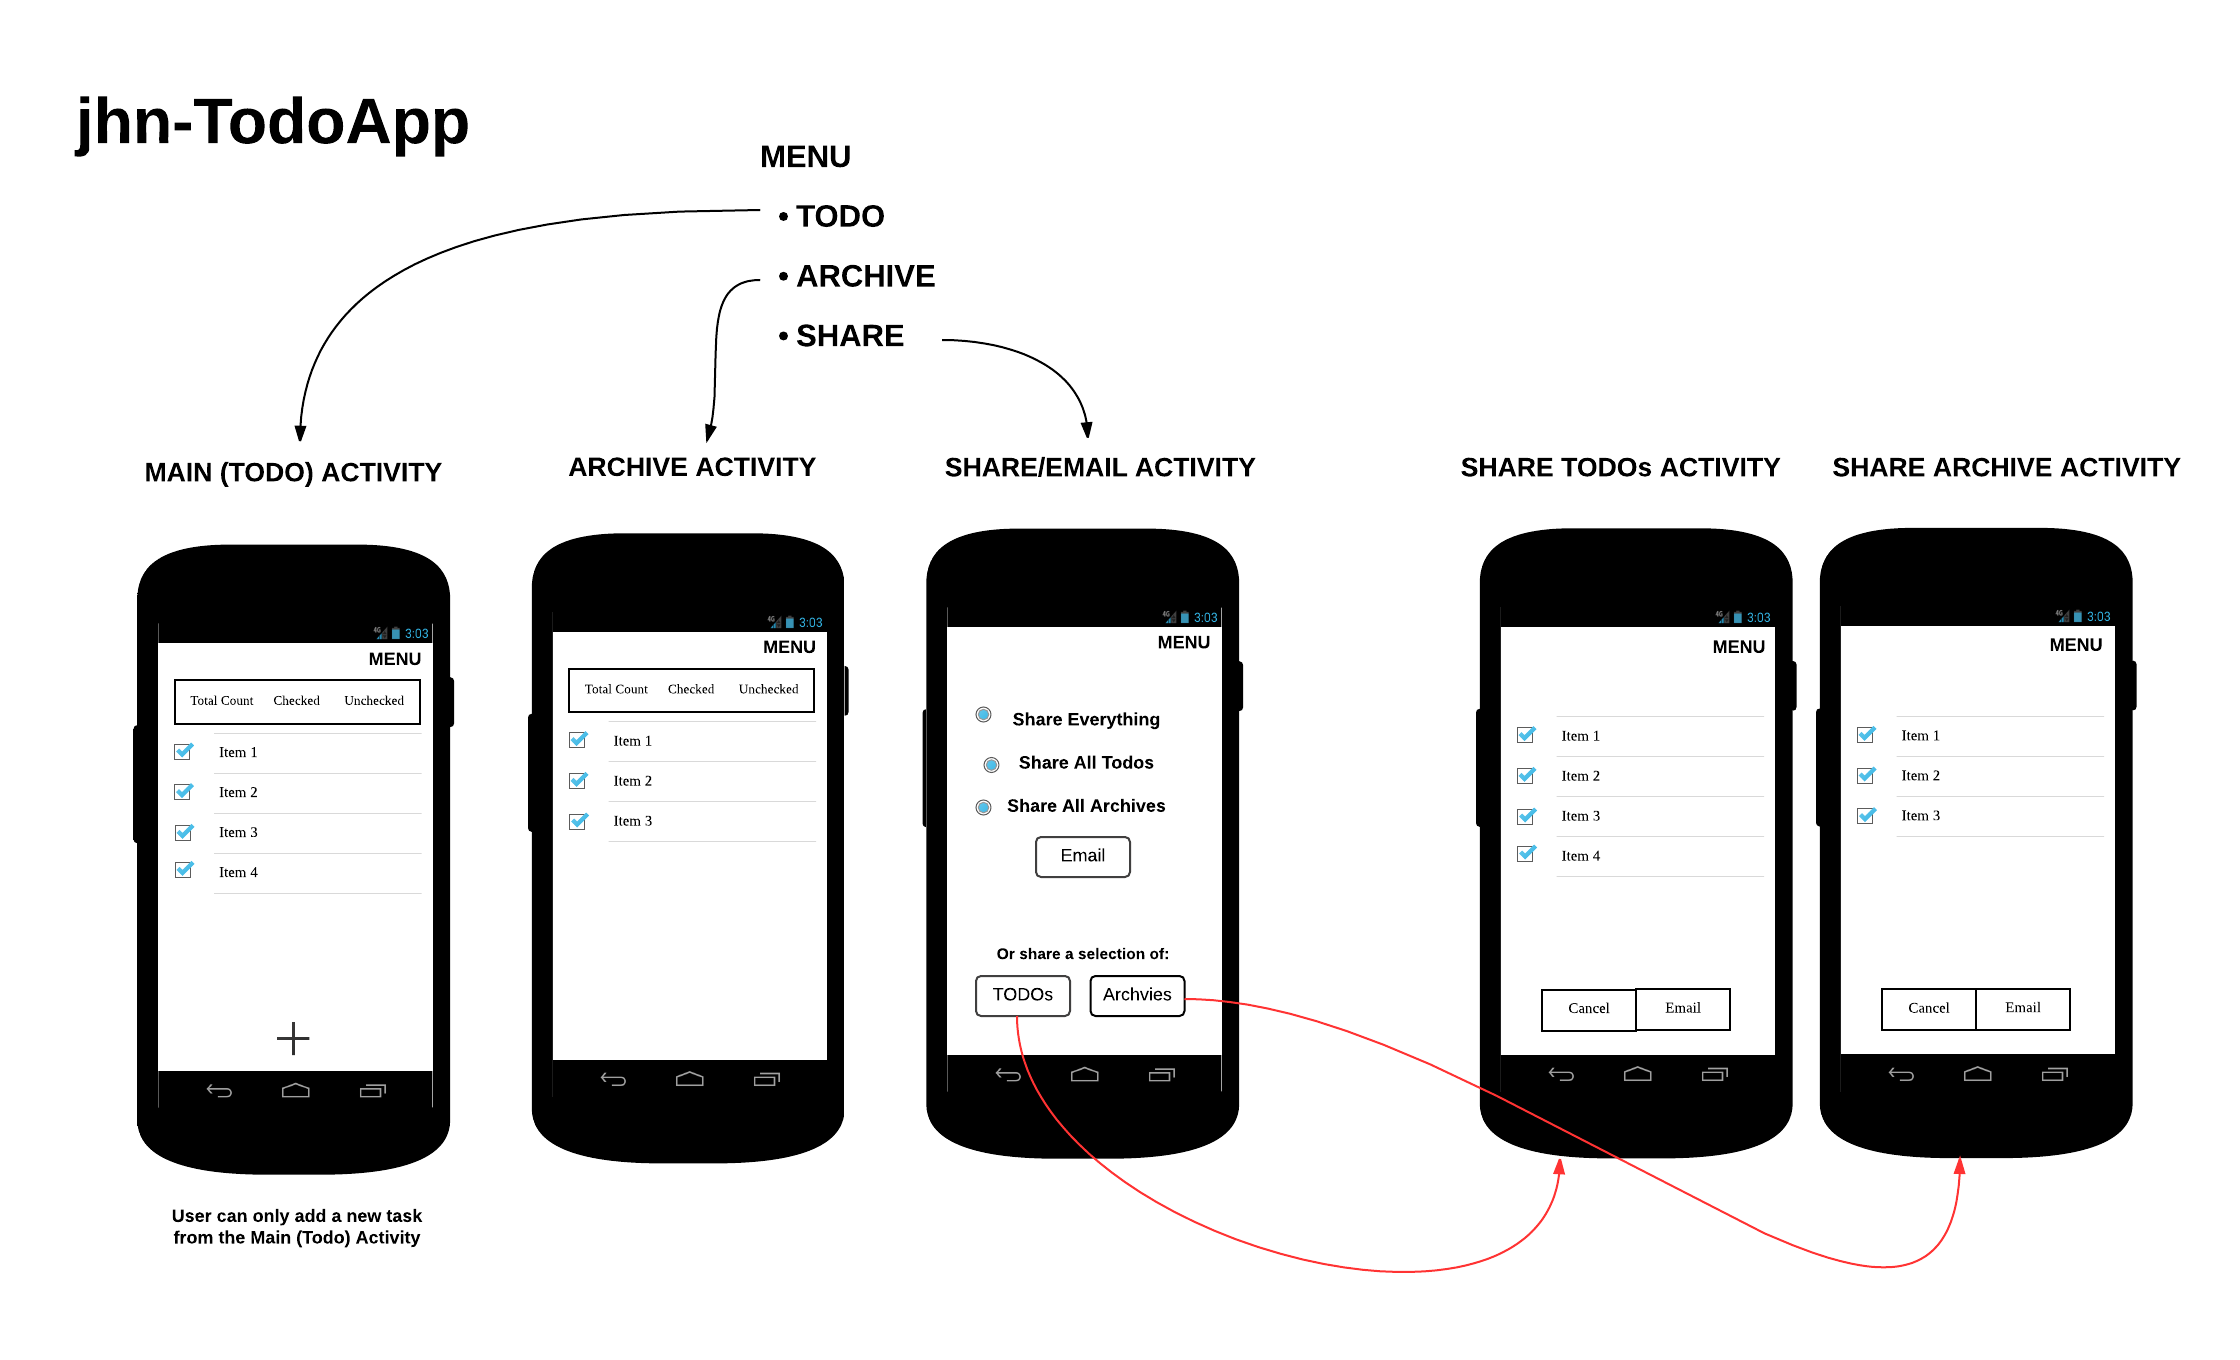 jhn-TodoApp
MENU
• TODO
• ARCHIVE
• SHARE
MAIN (TODO) ACTIVITY
4G 3:03
MENU
Total Count Checked Unchecked
Item 1
Item 2
Item 3
Item 4
User can only add a new task
from the Main (Todo) Activity
ARCHIVE ACTIVITY
4G 3:03
MENU
Total Count Checked Unchecked
Item 1
Item 2
Item 3
SHARE/EMAIL ACTIVITY
4G 3:03
MENU
Share Everything
Share All Todos
Share All Archives
Email
Or share a selection of:
TODOs Archvies
SHARE TODOs ACTIVITY
4G 3:03
MENU
Item 1
Item 2
Item 3
Item 4
Cancel Email
SHARE ARCHIVE ACTIVITY
4G 3:03
MENU
Item 1
Item 2
Item 3
Cancel Email